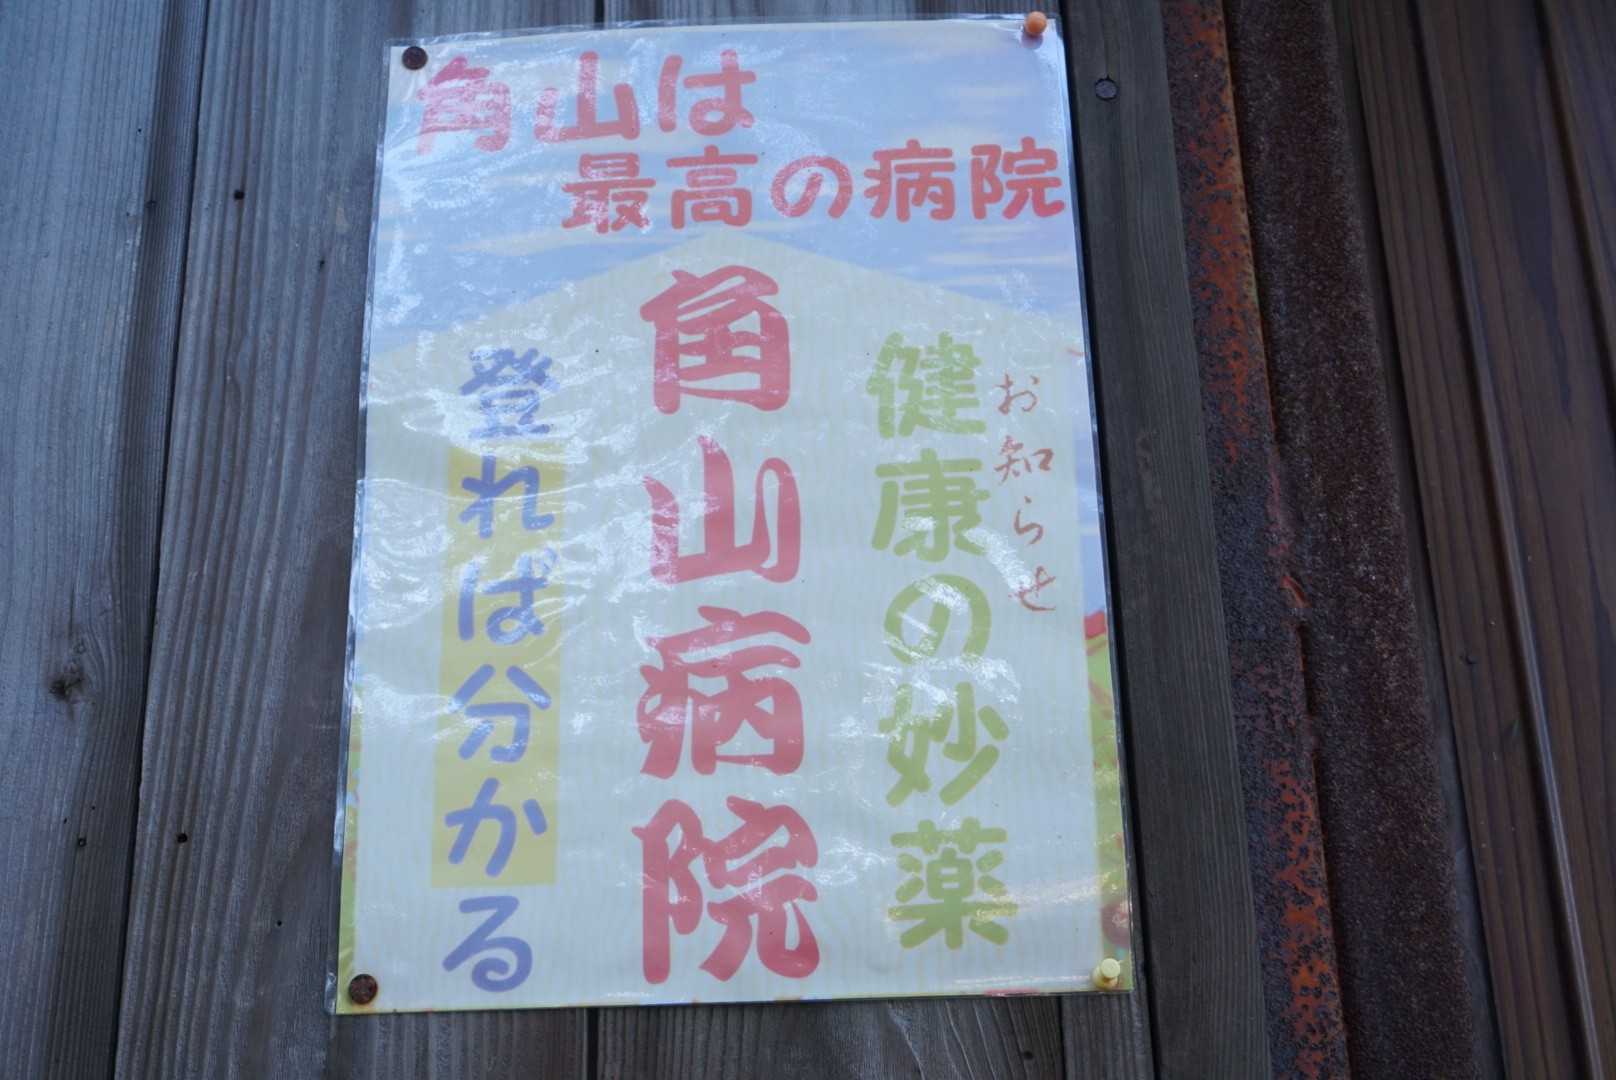 角山は
最高の病院
お知らせ
健康の妙薬
角山病院
登れば分かる